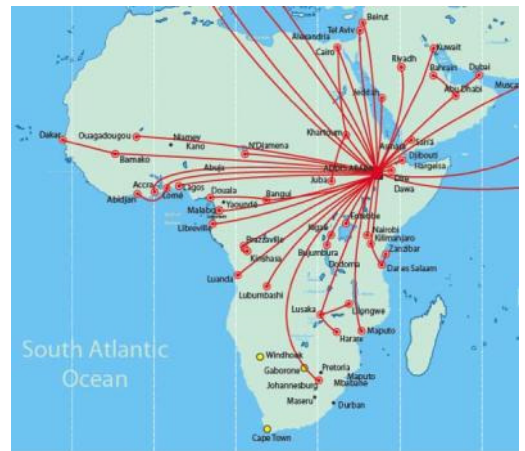 Beirut
Tel Aviv
Alexandria
Cairo
Kuwait
Bahrain
Riyadh
Dubai
Abu Dhabi
Jeddah
Khartoum
Asmara
Sana
Djibouti
Hargeisa
Dire
Dawa
Juba
Dakar
Ouagadougou
Niamey
Kano
N'Djamena
Bamako
Abuja
Accra
Lomé
Lagos
Abidjan
Douala
Bangui
Malabo
Yaoundé
Libreville
Entebbe
Kigali
Nairobi
Kilimanjaro
Brazzaville
Kinshasa
Bujumbura
Zanzibar
Dodoma
Dar es Salaam
Luanda
Lubumbashi
Lusaka
Lilongwe
Harare
Maputo
South Atlantic
Ocean
Windhoek
Gaborone
Pretoria
Maputo
Johannesburg
Mbabane
Maseru
Durban
Cape Town